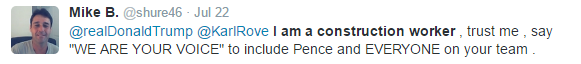 Mike B. @shure46 · Jul 22
@realDonaldTrump @KarlRove I am a construction worker , trust me , say
"WE ARE YOUR VOICE" to include Pence and EVERYONE on your team .